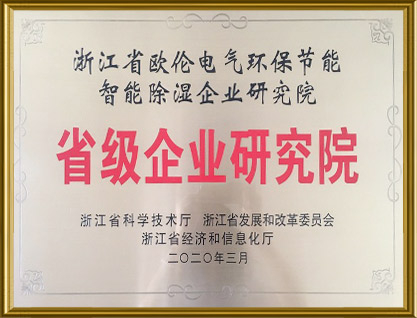 浙江省欧伦电气环保节能
智能除湿企业研究院
省级企业研究院
浙江省科学技术厅 浙江省发展和改革委员会
浙江省经济和信息化厅
二〇二〇年三月